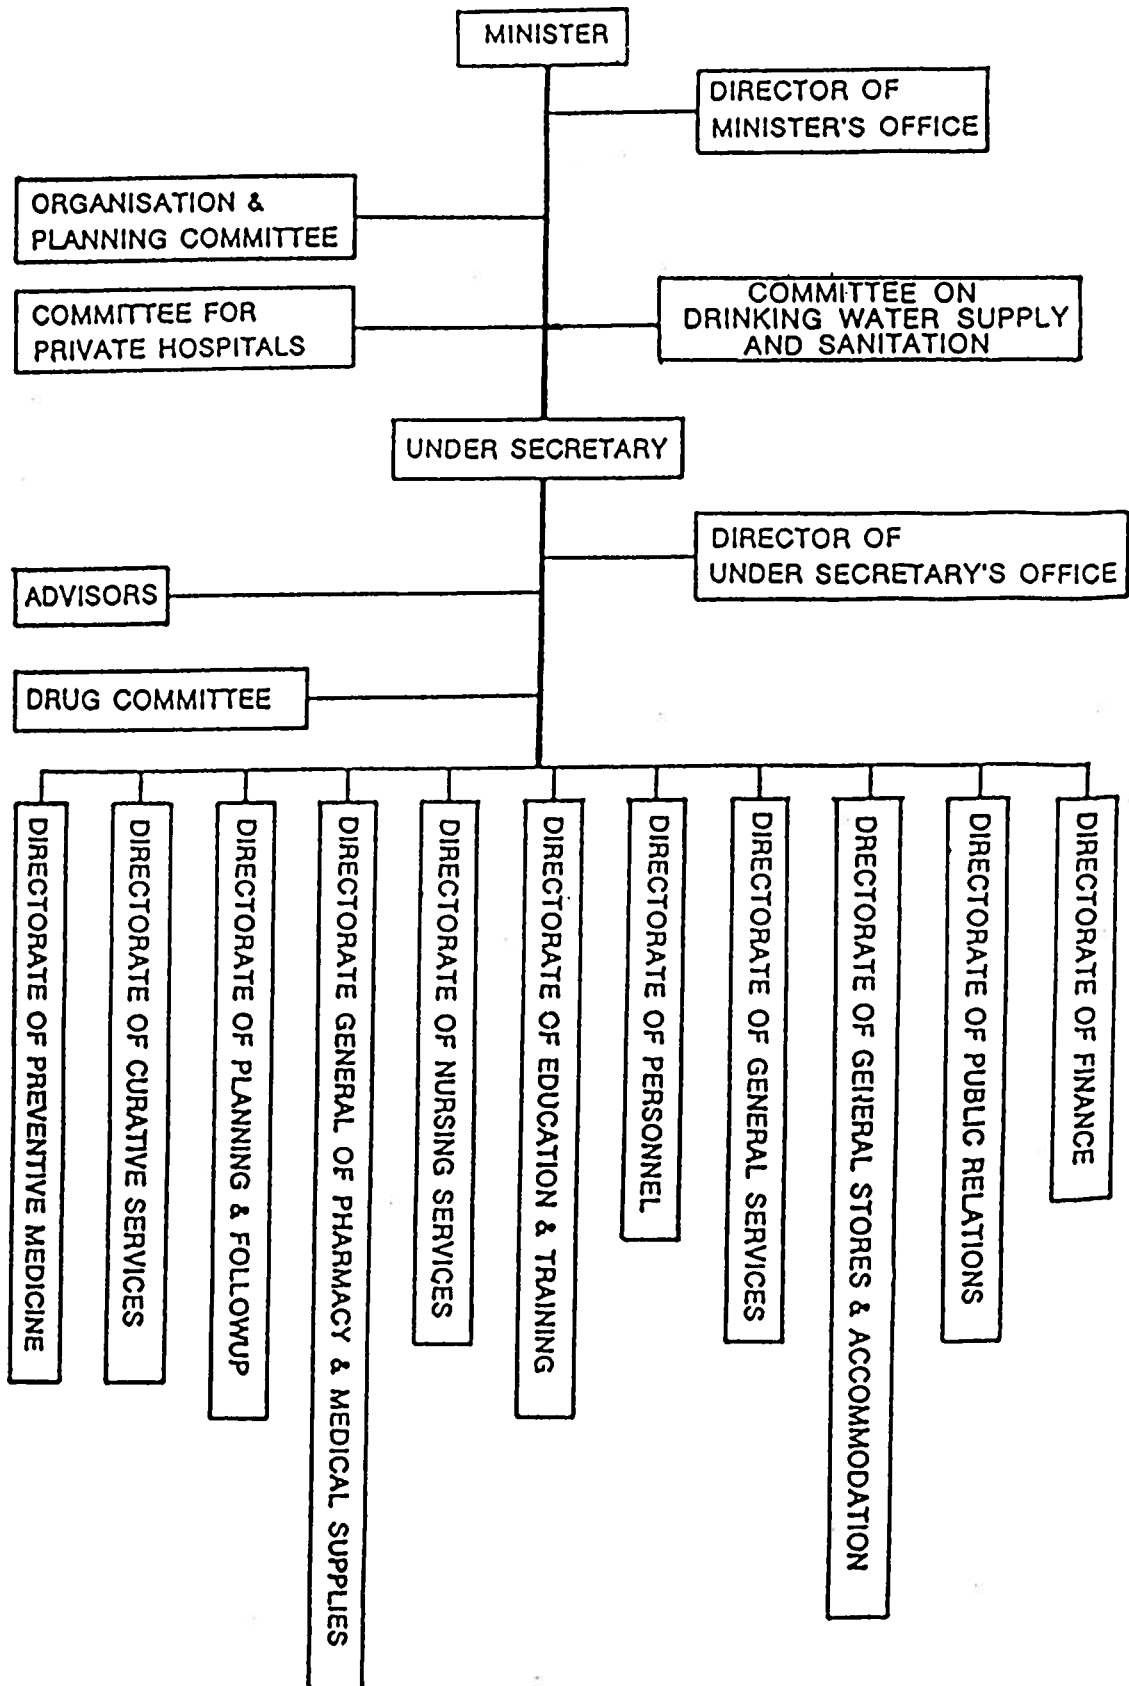 MINISTER
DIRECTOR OF
MINISTER'S OFFICE
ORGANISATION &
PLANNING COMMITTEE
COMMITTEE FOR
PRIVATE HOSPITALS
COMMITTEE ON
DRINKING WATER SUPPLY
AND SANITATION
UNDER SECRETARY
DIRECTOR OF
UNDER SECRETARY'S OFFICE
ADVISORS
DRUG COMMITTEE
DIRECTORATE OF PREVENTIVE MEDICINE
DIRECTORATE OF CURATIVE SERVICES
DIRECTORATE OF PLANNING & FOLLOWUP
DIRECTORATE GENERAL OF PHARMACY & MEDICAL SUPPLIES
DIRECTORATE OF NURSING SERVICES
DIRECTORATE OF EDUCATION & TRAINING
DIRECTORATE OF PERSONNEL
DIRECTORATE OF GENERAL SERVICES
DIRECTORATE OF GENERAL STORES & ACCOMMODATION
DIRECTORATE OF PUBLIC RELATIONS
DIRECTORATE OF FINANCE